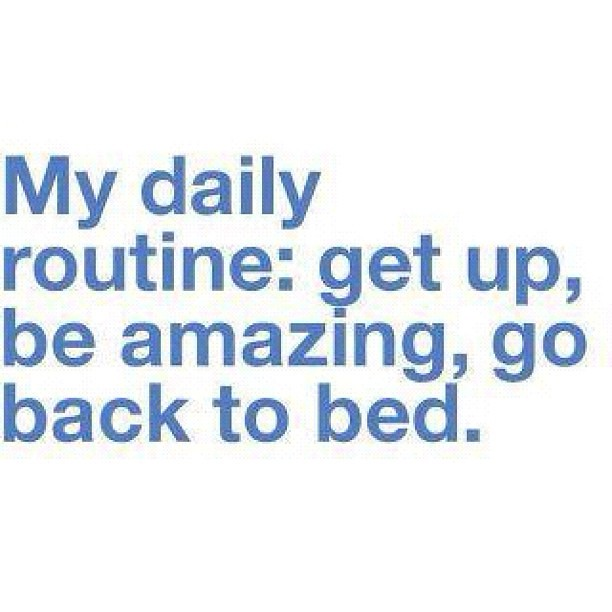 My daily
routine: get up,
be amazing, go
back to bed.